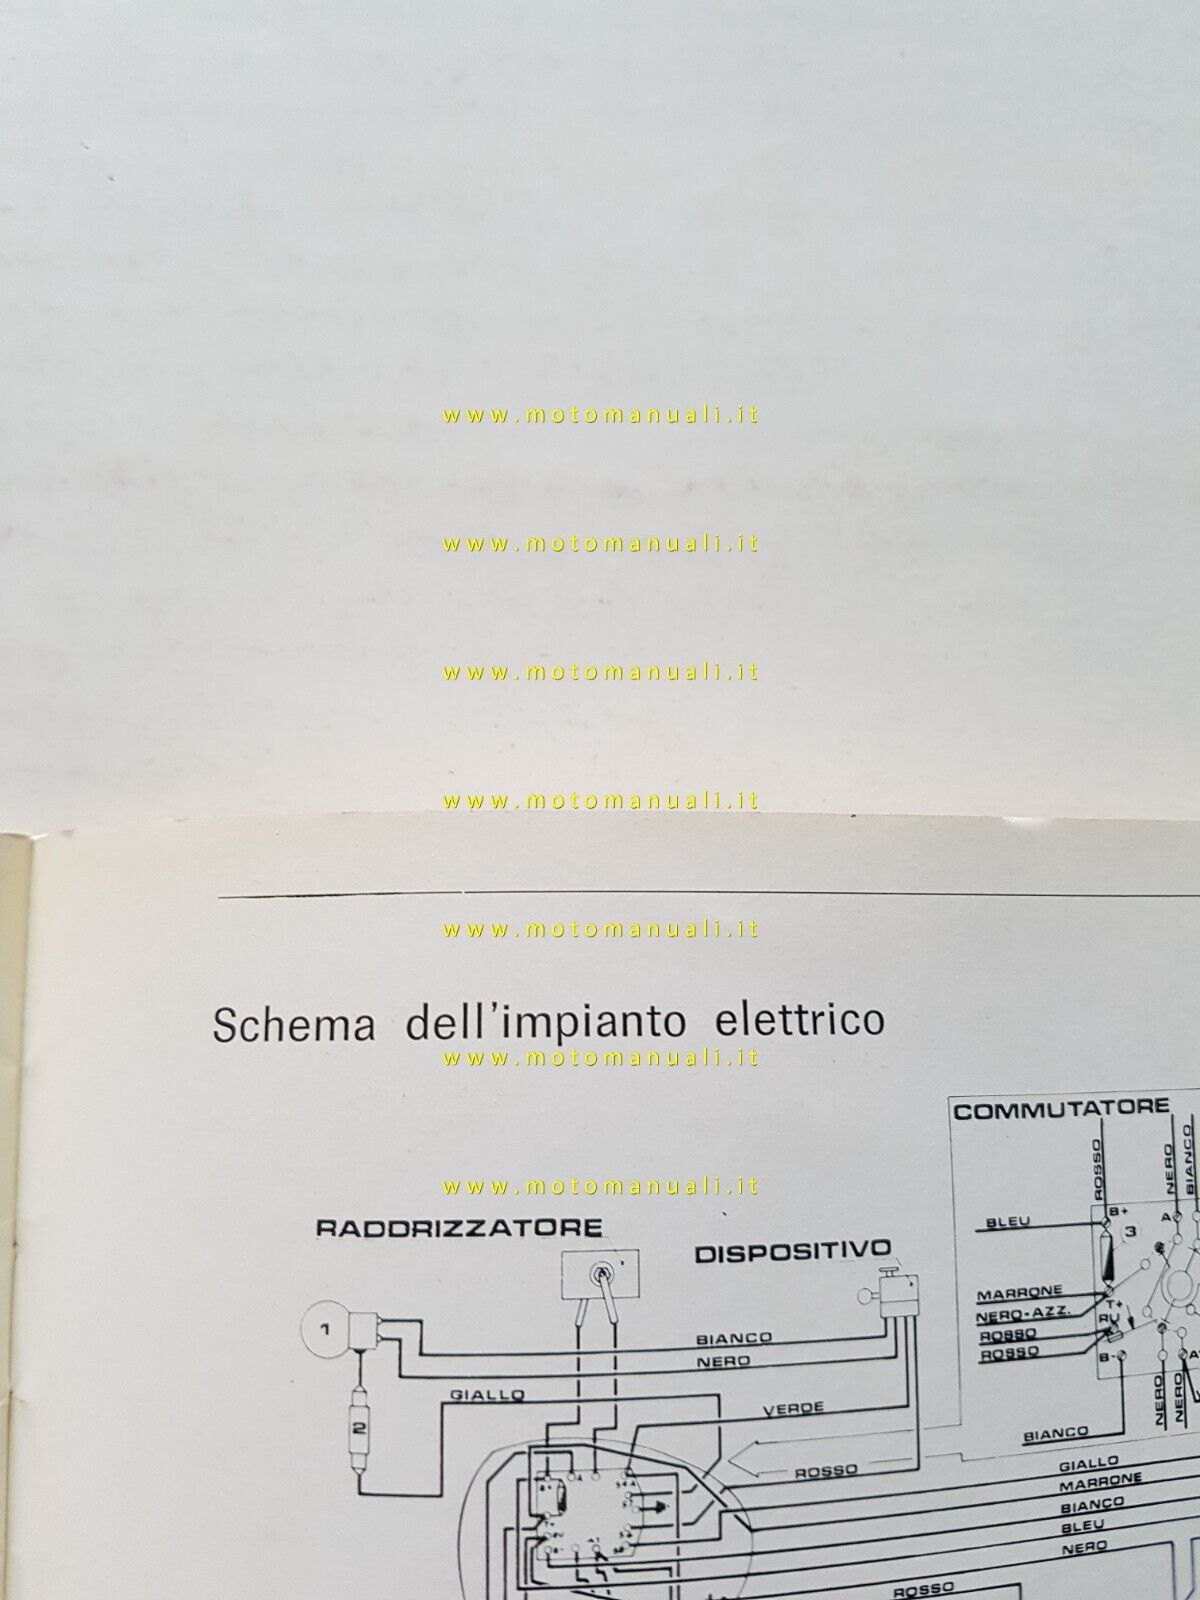 www.motomanuali.it
www.motomanuali.it
www.motomanuali.it
www.motomanuali.it
www.motomanuali.it
Schema dell'impianto elettrico
www.motomanuali.it
COMMUTATORE
ROSSO
NERO
BIANCO
www.motomanuali.it
RADDRIZZATORE
DISPOSITIVO
BLEU
B+
3
A
MARRONE
NERO-AZZ.
T+
RV
ROSSO
ROSSO
B-
A
1
BIANCO
NERO
GIALLO
VERDE
NERO
NERO
2
BIANCO
ROSSO
GIALLO
MARRONE
BIANCO
BLEU
NERO
ROSSO